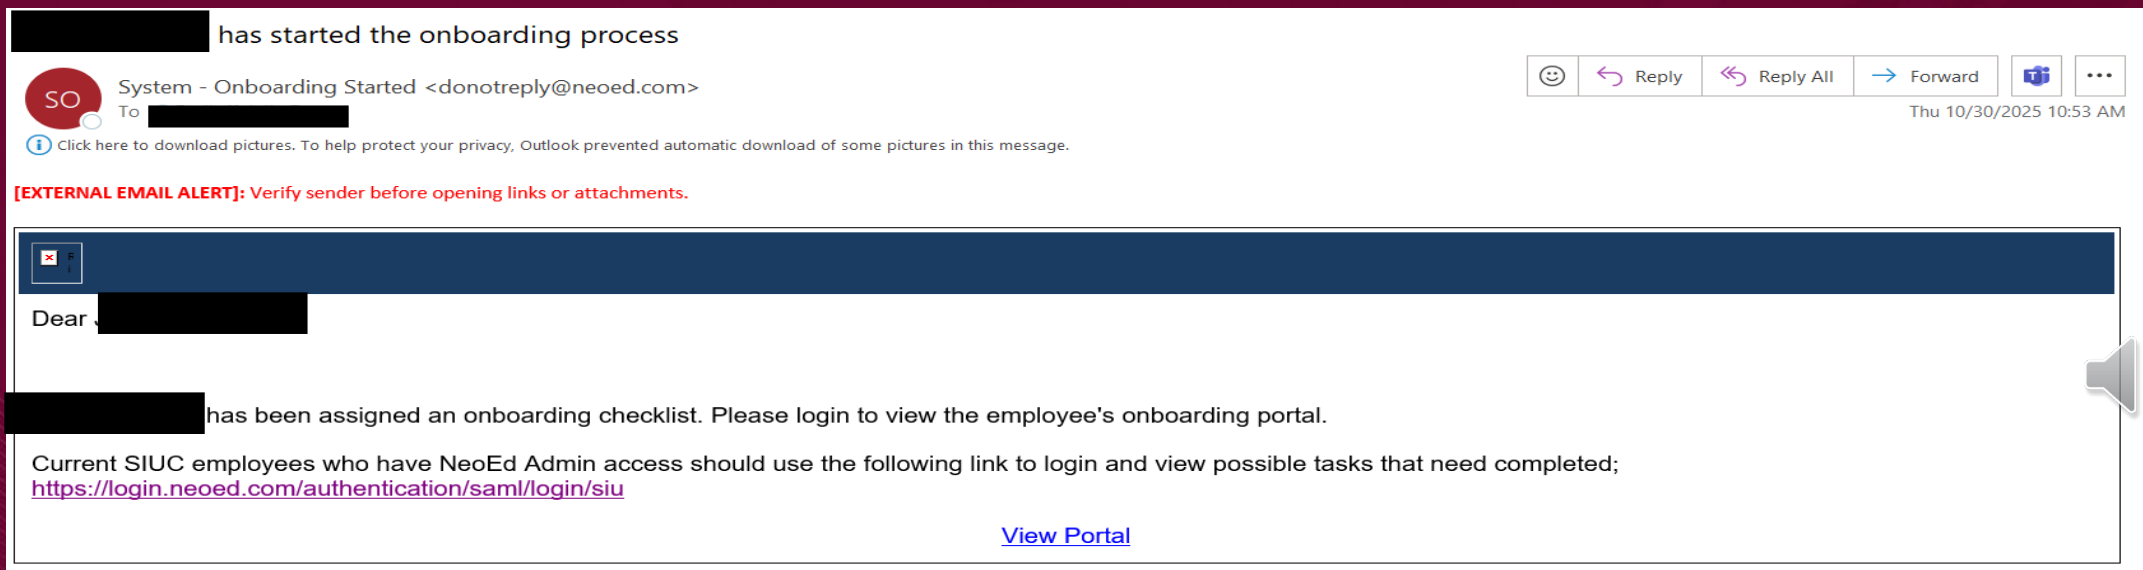 has started the onboarding process
SO
System - Onboarding Started <donotreply@neoed.com>
To
Reply
Reply All
Forward
Thu 10/30/2025 10:53 AM
Click here to download pictures. To help protect your privacy, Outlook prevented automatic download of some pictures in this message.
[EXTERNAL EMAIL ALERT]: Verify sender before opening links or attachments.
Dear
has been assigned an onboarding checklist. Please login to view the employee's onboarding portal.
Current SIUC employees who have NeoEd Admin access should use the following link to login and view possible tasks that need completed;
https://login.neoed.com/authentication/saml/login/siu
View Portal